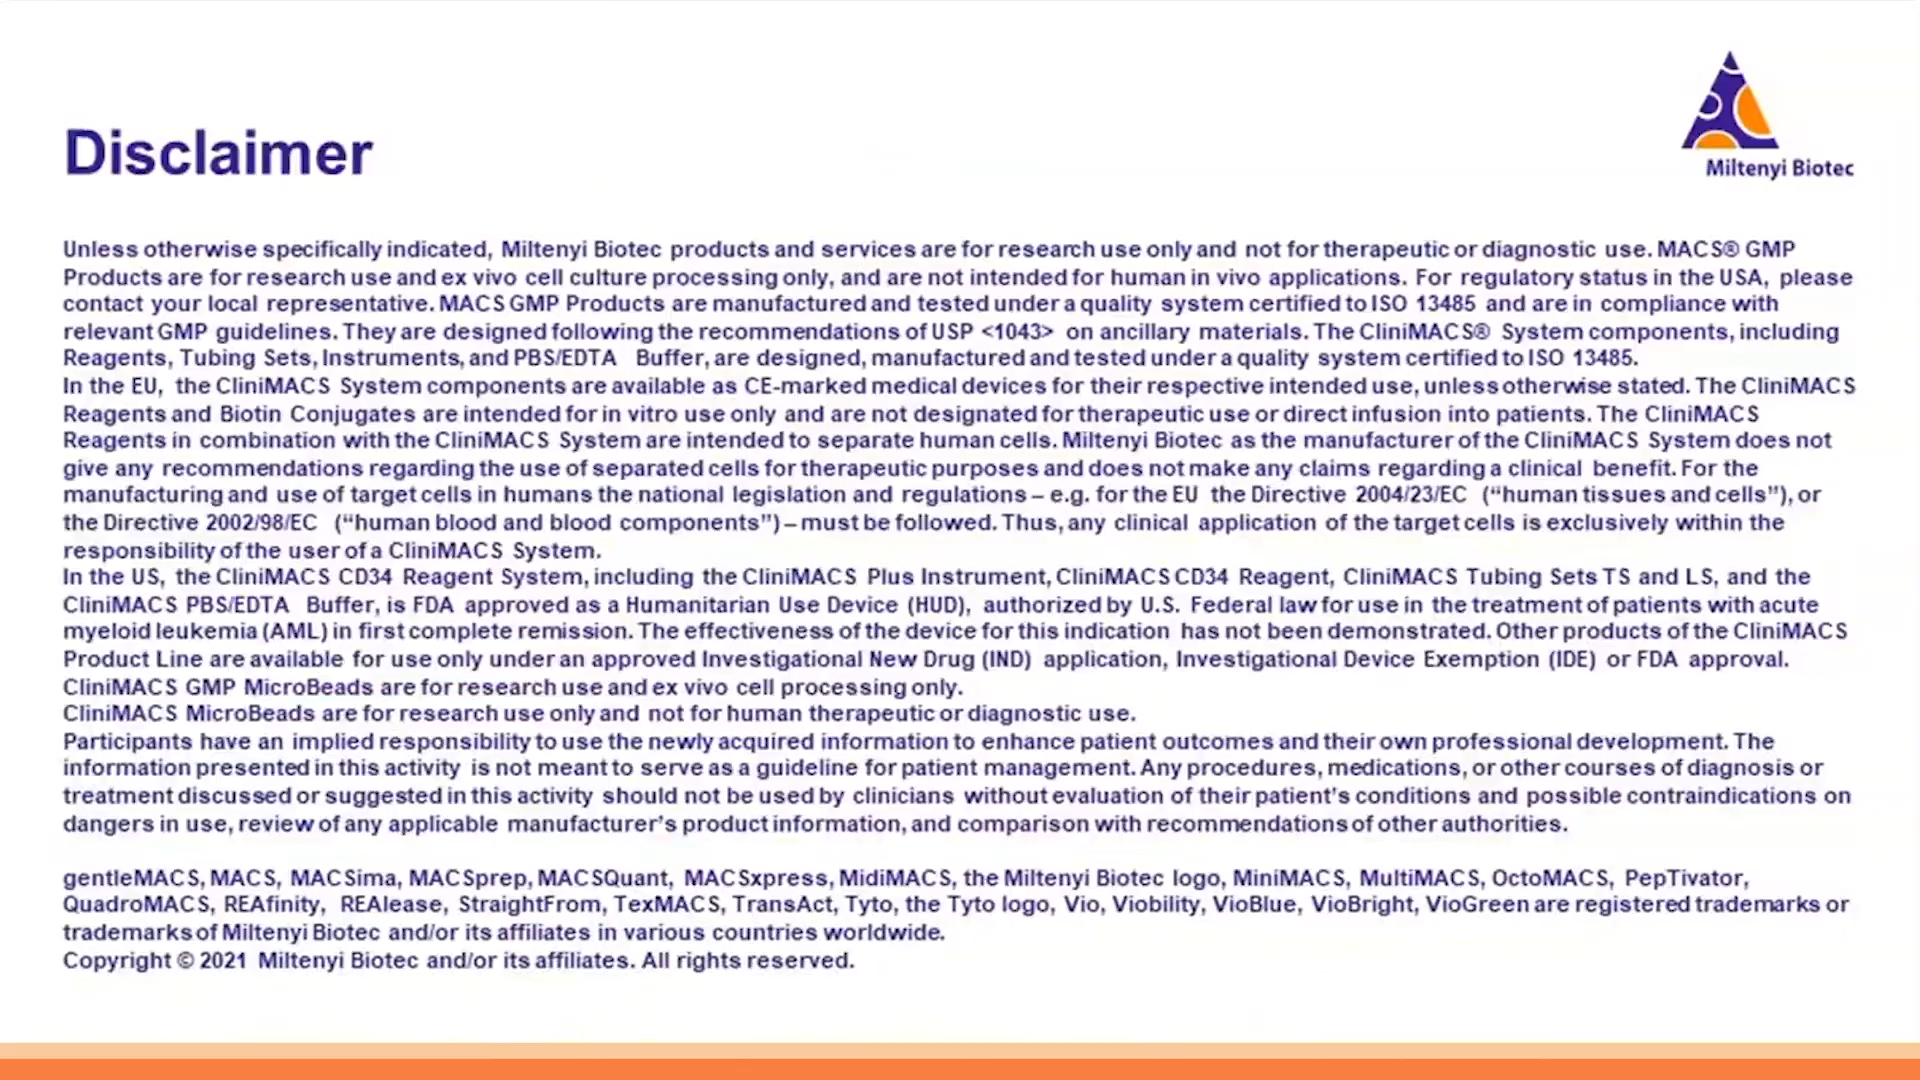 Disclaimer
Miltenyi Biotec
Unless otherwise specifically indicated, Miltenyi Biotec products and services are for research use only and not for therapeutic or diagnostic use. MACS® GMP
Products are for research use and ex vivo cell culture processing only, and are not intended for human in vivo applications. For regulatory status in the USA, please
contact your local representative. MACS GMP Products are manufactured and tested under a quality system certified to ISO 13485 and are in compliance with
relevant GMP guidelines. They are designed following the recommendations of USP <1043> on ancillary materials. The CliniMACS® System components, including
Reagents, Tubing Sets, Instruments, and PBS/EDTA Buffer, are designed, manufactured and tested under a quality system certified to ISO 13485.
In the EU, the CliniMACS System components are available as CE-marked medical devices for their respective intended use, unless otherwise stated. The CliniMACS
Reagents and Biotin Conjugates are intended for in vitro use only and are not designated for therapeutic use or direct infusion into patients. The CliniMACS
Reagents in combination with the CliniMACS System are intended to separate human cells. Miltenyi Biotec as the manufacturer of the CliniMACS System does not
give any recommendations regarding the use of separated cells for therapeutic purposes and does not make any claims regarding a clinical benefit. For the
manufacturing and use of target cells in humans the national legislation and regulations – e.g. for the EU the Directive 2004/23/EC (“human tissues and cells”), or
the Directive 2002/98/EC (“human blood and blood components”) – must be followed. Thus, any clinical application of the target cells is exclusively within the
responsibility of the user of a CliniMACS System.
In the US, the CliniMACS CD34 Reagent System, including the CliniMACS Plus Instrument, CliniMACS CD34 Reagent, CliniMACS Tubing Sets TS and LS, and the
CliniMACS PBS/EDTA Buffer, is FDA approved as a Humanitarian Use Device (HUD), authorized by U.S. Federal law for use in the treatment of patients with acute
myeloid leukemia (AML) in first complete remission. The effectiveness of the device for this indication has not been demonstrated. Other products of the CliniMACS
Product Line are available for use only under an approved Investigational New Drug (IND) application, Investigational Device Exemption (IDE) or FDA approval.
CliniMACS GMP MicroBeads are for research use and ex vivo cell processing only.
CliniMACS MicroBeads are for research use only and not for human therapeutic or diagnostic use.
Participants have an implied responsibility to use the newly acquired information to enhance patient outcomes and their own professional development. The
information presented in this activity is not meant to serve as a guideline for patient management. Any procedures, medications, or other courses of diagnosis or
treatment discussed or suggested in this activity should not be used by clinicians without evaluation of their patient's conditions and possible contraindications on
dangers in use, review of any applicable manufacturer's product information, and comparison with recommendations of other authorities.
gentleMACS, MACS, MACSima, MACSprep, MACSQuant, MACSxpress, MidiMACS, the Miltenyi Biotec logo, MiniMACS, MultiMACS, OctoMACS, PepTivator,
QuadroMACS, REAfinity, REAlease, StraightFrom, TexMACS, TransAct, Tyto, the Tyto logo, Vio, Viobility, VioBlue, VioBright, VioGreen are registered trademarks or
trademarks of Miltenyi Biotec and/or its affiliates in various countries worldwide.
Copyright © 2021 Miltenyi Biotec and/or its affiliates. All rights reserved.